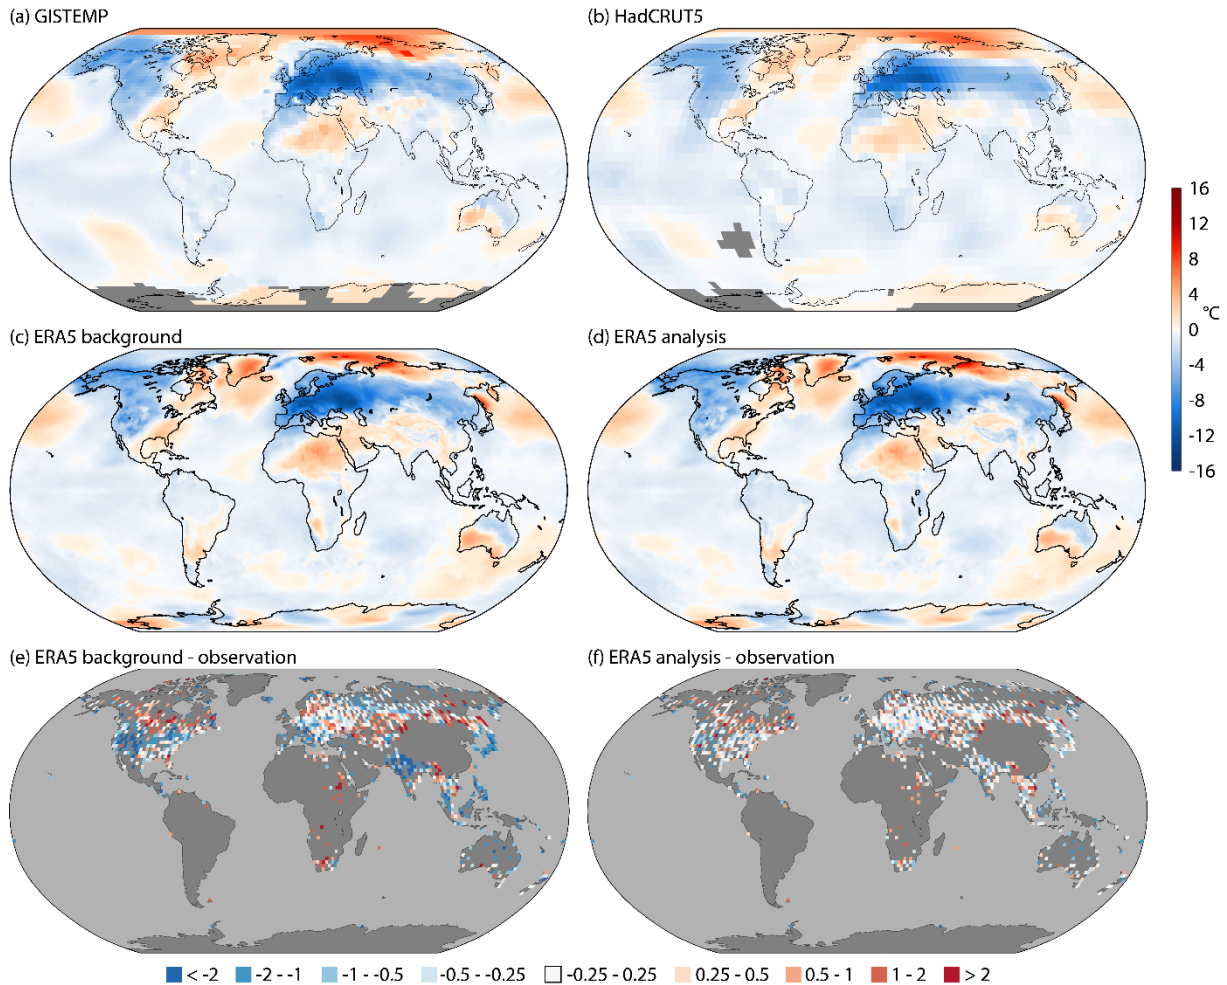 (a) GISTEMP
(b) HadCRUT5
16
12
8
4
0
°C
-4
-8
-12
-16
(c) ERA5 background
(d) ERA5 analysis
(e) ERA5 background - observation
(f) ERA5 analysis - observation
< -2
-2 - -1
-1 - -0.5
-0.5 - -0.25
-0.25 - 0.25
0.25 - 0.5
0.5 - 1
1 - 2
> 2